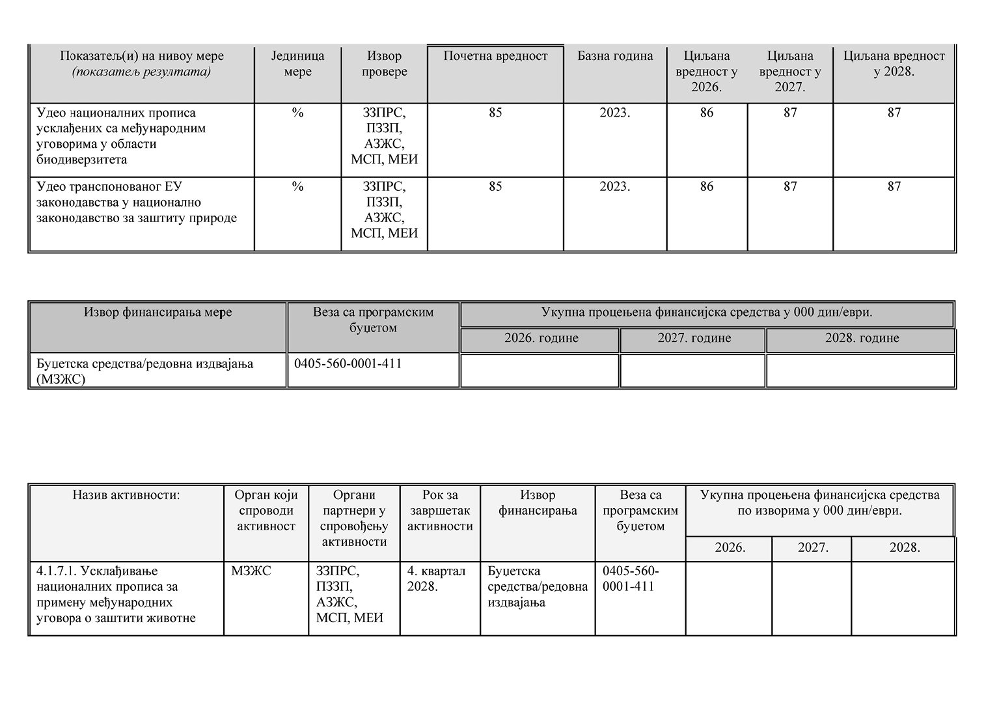 Показатељ(и) на нивоу мере
(показатељ резултата)
Јединица
мере
Извор
провере
Почетна вредност
Базна година
Циљана
вредност у
2026.
Циљана
вредност у
2027.
Циљана вредност
у 2028.
Удео националних прописа
усклађених са међународним
уговорима у области
биодиверзитета
%
ЗЗПРС,
ПЗЗП,
АЗЖС,
МСП, МЕИ
85
2023.
86
87
87
Удео транспонованог ЕУ
законодавства у национално
законодавство за заштиту природе
%
ЗЗПРС,
ПЗЗП,
АЗЖС,
МСП, МЕИ
85
2023.
86
87
87
Извор финансирања мере
Веза са програмским
буџетом
Укупна процењена финансијска средства у 000 дин/еври.
2026. године
2027. године
2028. године
Буџетска средства/редовна издвајања
(МЗЖС)
0405-560-0001-411
Назив активности:
Орган који
спроводи
активност
Органи
партнери у
спровођењу
активности
Рок за
завршетак
активности
Извор
финансирања
Веза са
програмским
буџетом
Укупна процењена финансијска средства
по изворима у 000 дин/еври.
2026.
2027.
2028.
4.1.7.1. Усклађивање
националних прописа за
примену међународних
уговора о заштити животне
МЗЖС
ЗЗПРС,
ПЗЗП,
АЗЖС,
МСП, МЕИ
4. квартал
2028.
Буџетска
средства/редовна
издвајања
0405-560-
0001-411